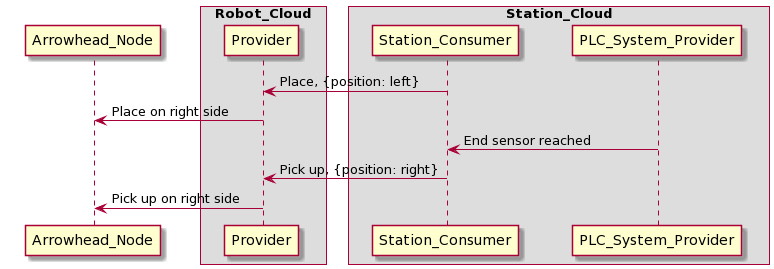 Robot_Cloud
Station_Cloud
Arrowhead_Node
Provider
Station_Consumer
PLC_System_Provider
Place, {position: left}
Place on right side
End sensor reached
Pick up, {position: right}
Pick up on right side
Arrowhead_Node
Provider
Station_Consumer
PLC_System_Provider